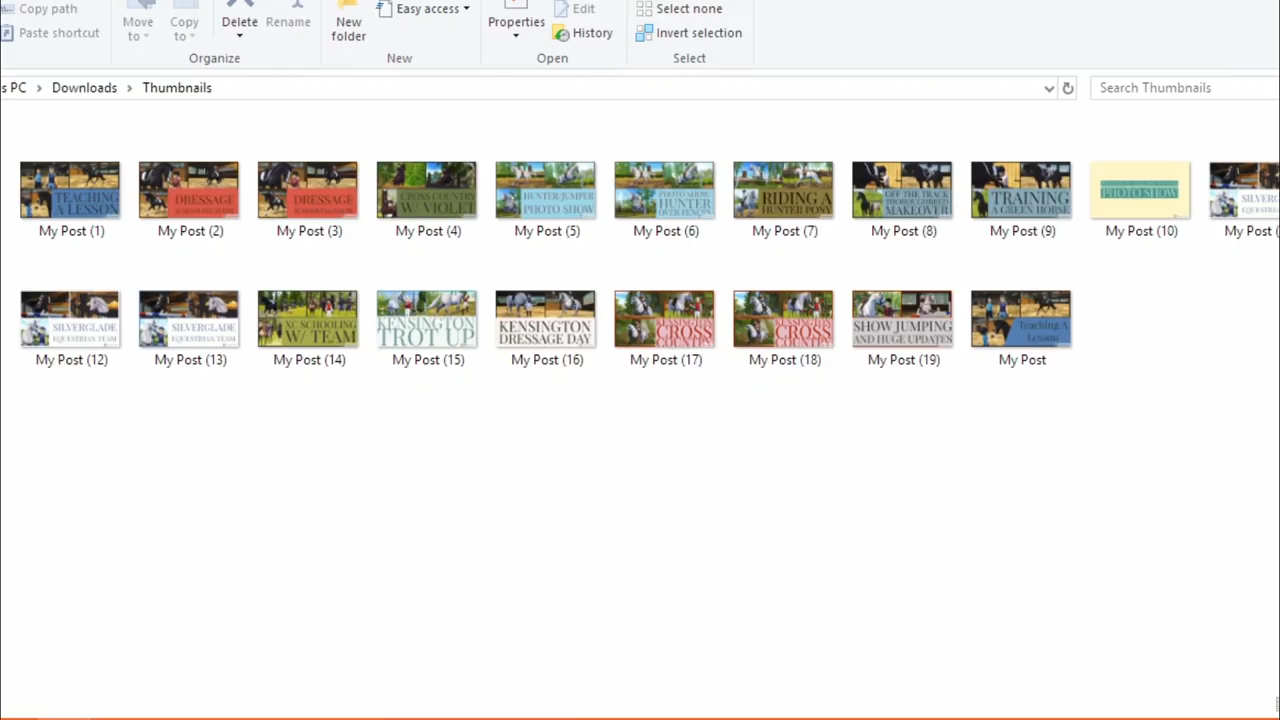 Copy path
Paste shortcut
Move to
Copy to
Delete
Rename
New folder
Easy access
Properties
Edit
History
Select none
Invert selection
Organize
New
Open
Select
s PC > Downloads > Thumbnails
Search Thumbnails
TEACHING A LESSON
DRESSAGE
DRESSAGE
CROSS COUNTRY W/ VIOLET
HUNTER JUMPER PHOTO SHOW
PHOTO SHOW: HUNTER OVER FENCES
RIDING A HUNTER PONY
OFF THE TRACK THOROUGHBRED MAKEOVER
TRAINING A GREEN HORSE
PHOTO SHOW
SILVERG
EQUESTRI
My Post (1)
My Post (2)
My Post (3)
My Post (4)
My Post (5)
My Post (6)
My Post (7)
My Post (8)
My Post (9)
My Post (10)
My Post (
SILVERGLADE EQUESTRIAN TEAM
SILVERGLADE EQUESTRIAN TEAM
XC SCHOOLING W/ TEAM
KENSINGTON TROT UP
KENSINGTON DRESSAGE DAY
KENSINGTON CROSS COUNTRY
KENSINGTON CROSS COUNTRY
SHOW JUMPING AND HUGE UPDATES
Teaching A Lesson
My Post (12)
My Post (13)
My Post (14)
My Post (15)
My Post (16)
My Post (17)
My Post (18)
My Post (19)
My Post